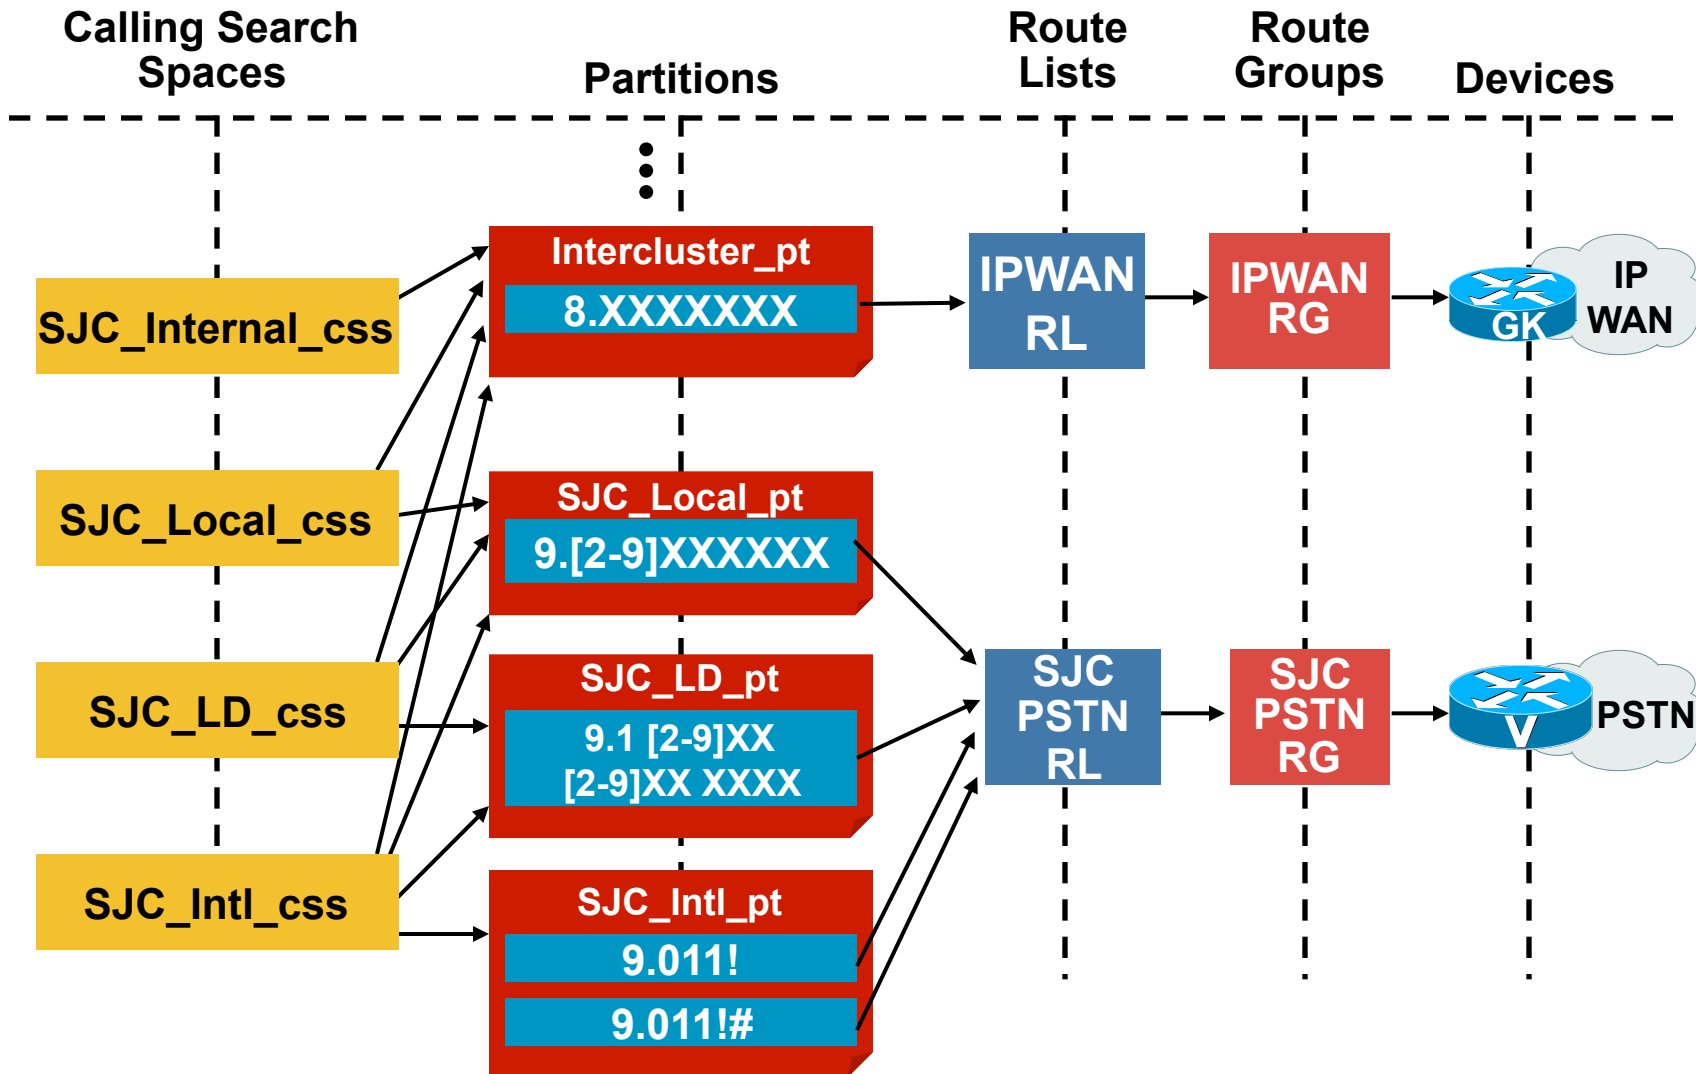 Calling Search
Spaces
Partitions
Route
Lists
Route
Groups
Devices
Intercluster_pt
8.XXXXXXX
IPWAN
RL
IPWAN
RG
GK
IP
WAN
SJC_Internal_css
SJC_Local_css
SJC_LD_css
SJC_Intl_css
SJC_Local_pt
9.[2-9]XXXXXX
SJC_LD_pt
9.1 [2-9]XX
[2-9]XX XXXX
SJC_Intl_pt
9.011!
9.011!#
SJC
PSTN
RL
SJC
PSTN
RG
V
PSTN